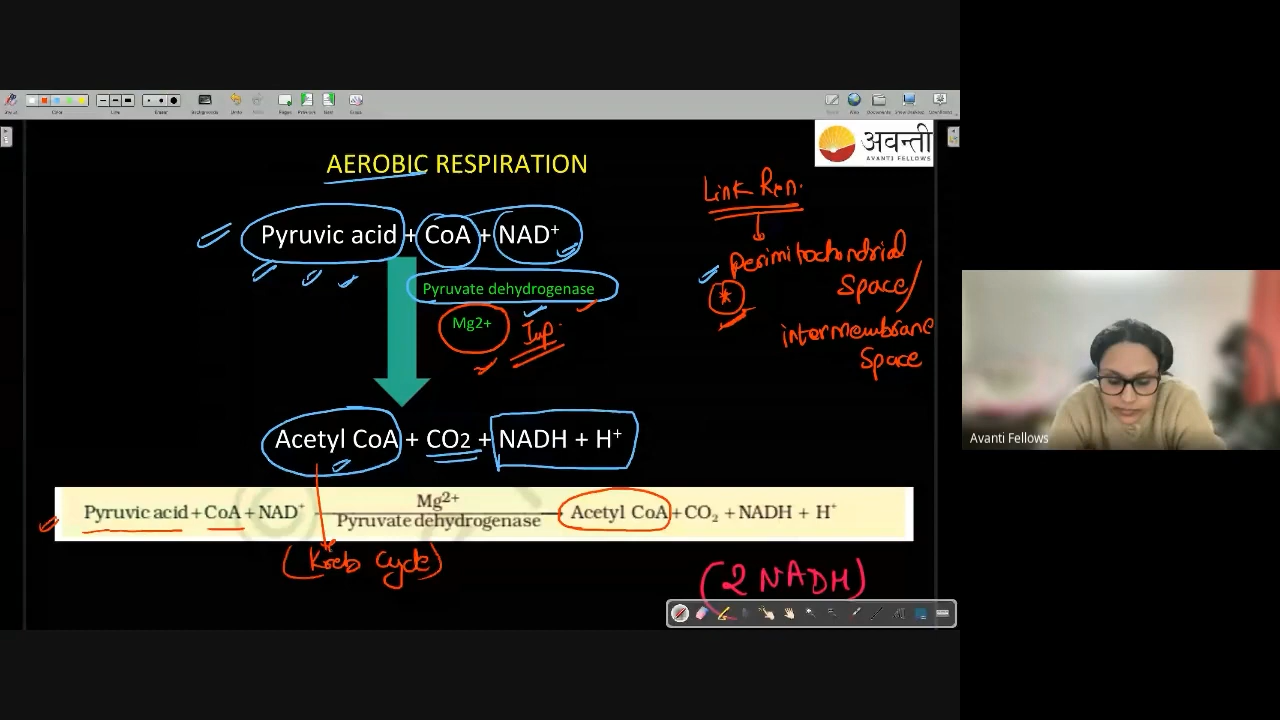 अवन्ती
AVANTI FELLOWS
AEROBIC RESPIRATION
Link Rxn.
Pyruvic acid + CoA + NAD⁺
Perimitochondrial
Space/
intermembrane
Space
*
Pyruvate dehydrogenase
Mg2+
Imp.
Acetyl CoA + CO2 + NADH + H⁺
Pyruvic acid + CoA + NAD⁺ Mg²⁺ Pyruvate dehydrogenase Acetyl CoA + CO₂ + NADH + H⁺
(Kreb Cycle)
(2 NADH)
Avanti Fellows